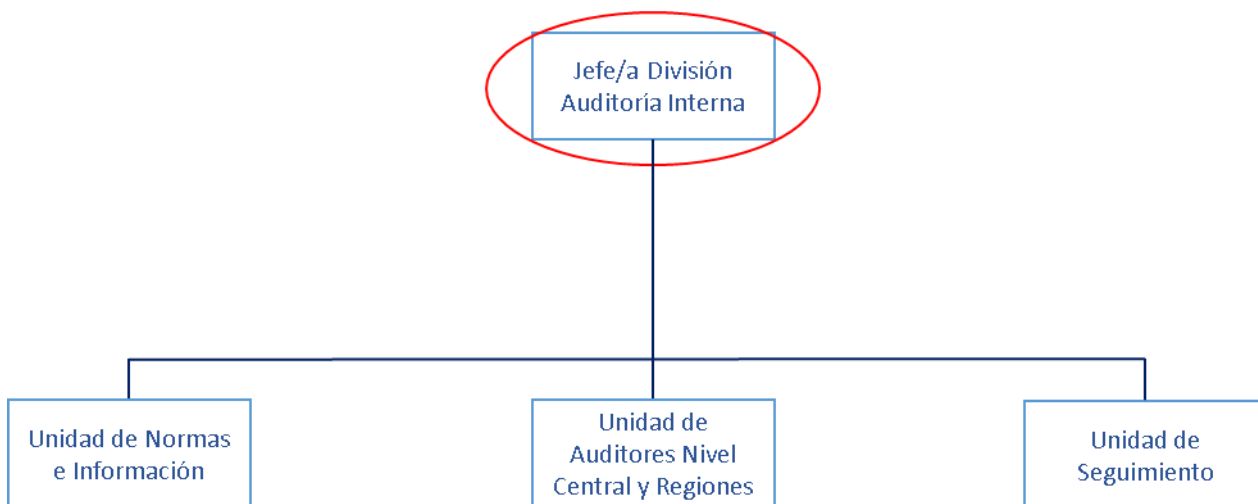 Jefe/a División
Auditoría Interna
Unidad de Normas
e Información
Unidad de
Auditores Nivel
Central y Regiones
Unidad de
Seguimiento